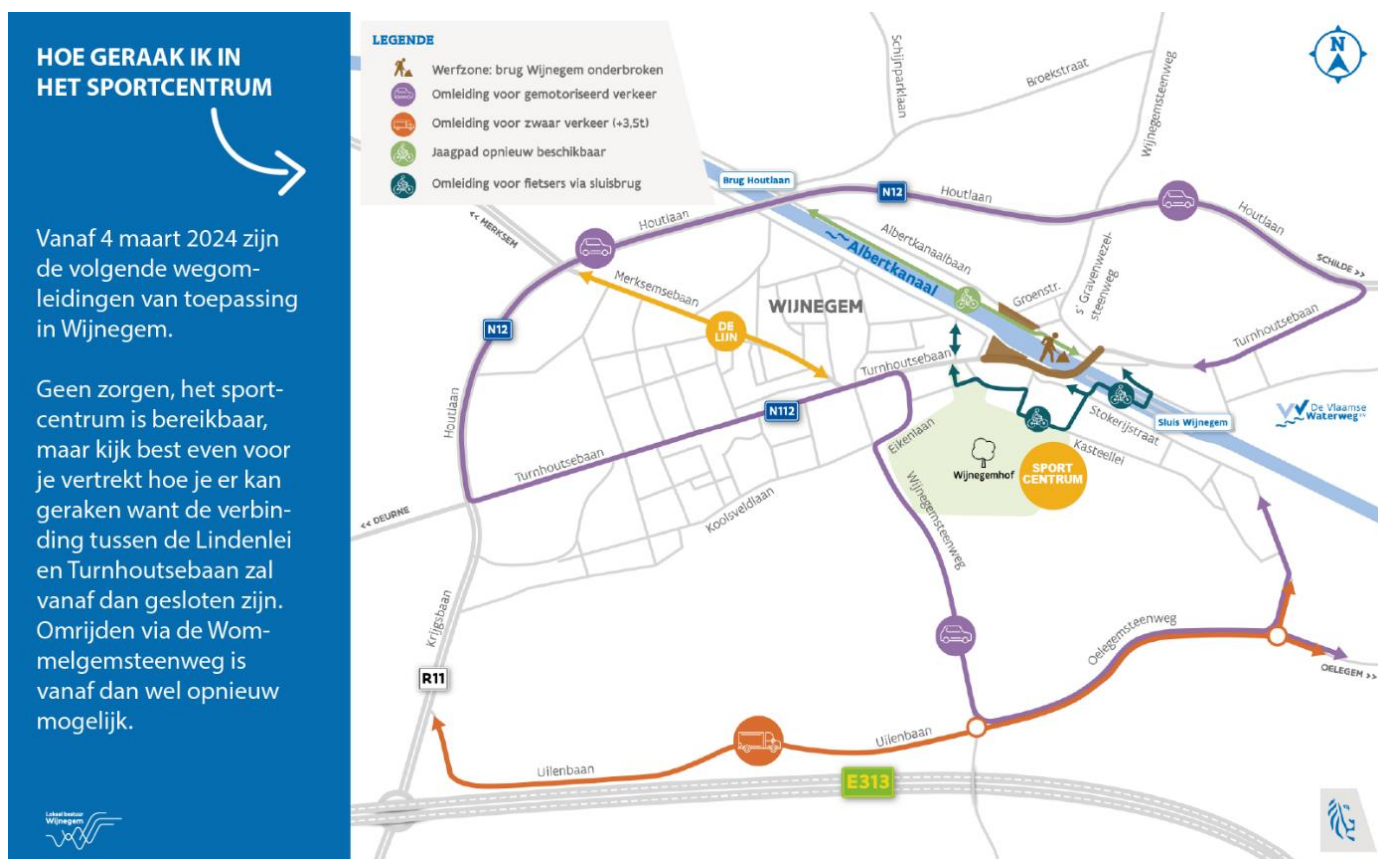 HOE GERAAK IK IN
HET SPORTCENTRUM
Vanaf 4 maart 2024 zijn
de volgende wegom-
leidingen van toepassing
in Wijnegem.
Geen zorgen, het sport-
centrum is bereikbaar,
maar kijk best even voor
je vertrekt hoe je er kan
geraken want de verbin-
ding tussen de Lindenlei
en Turnhoutsebaan zal
vanaf dan gesloten zijn.
Omrijden via de Wom-
melgemsteenweg is
vanaf dan wel opnieuw
mogelijk.
Lokaal bestuur
Wijnegem
LEGENDE
Werfzone: brug Wijnegem onderbroken
Omleiding voor gemotoriseerd verkeer
Omleiding voor zwaar verkeer (+3,5t)
Jaagpad opnieuw beschikbaar
Omleiding voor fietsers via sluisbrug
N
Schijnparklaan
Broekstraat
Wijnegemsteenweg
Brug Houtlaan
N12
Houtlaan
Houtlaan
Houtlaan
<< MERKSEM
Albertkanaalbaan
Albertkanaal
s' Gravenwezel-
steenweg
Groenstr.
SCHILDE >>
Merksemsebaan
WIJNEGEM
DE
LIJN
N12
Turnhoutsebaan
Turnhoutsebaan
Houtlaan
N112
Stokerijstraat
Sluis Wijnegem
De Vlaamse
Waterweg nv
Eikenlaan
Kasteellei
Wijnegemhof
SPORT
CENTRUM
Turnhoutsebaan
Koolsveldlaan
<< DEURNE
Wijnegemsteenweg
Krijgsbaan
Oelegemsteenweg
OELEGEM >>
R11
Uilenbaan
Uilenbaan
E313